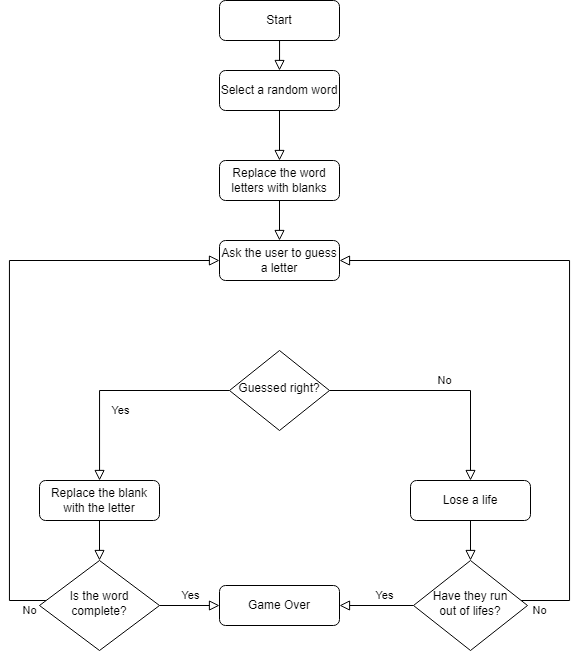 Start
Select a random word
Replace the word
letters with blanks
Ask the user to guess
a letter
Guessed right?
No
Yes
Replace the blank
with the letter
Lose a life
Is the word
complete?
Yes
Game Over
Yes
Have they run
out of lifes?
No
No